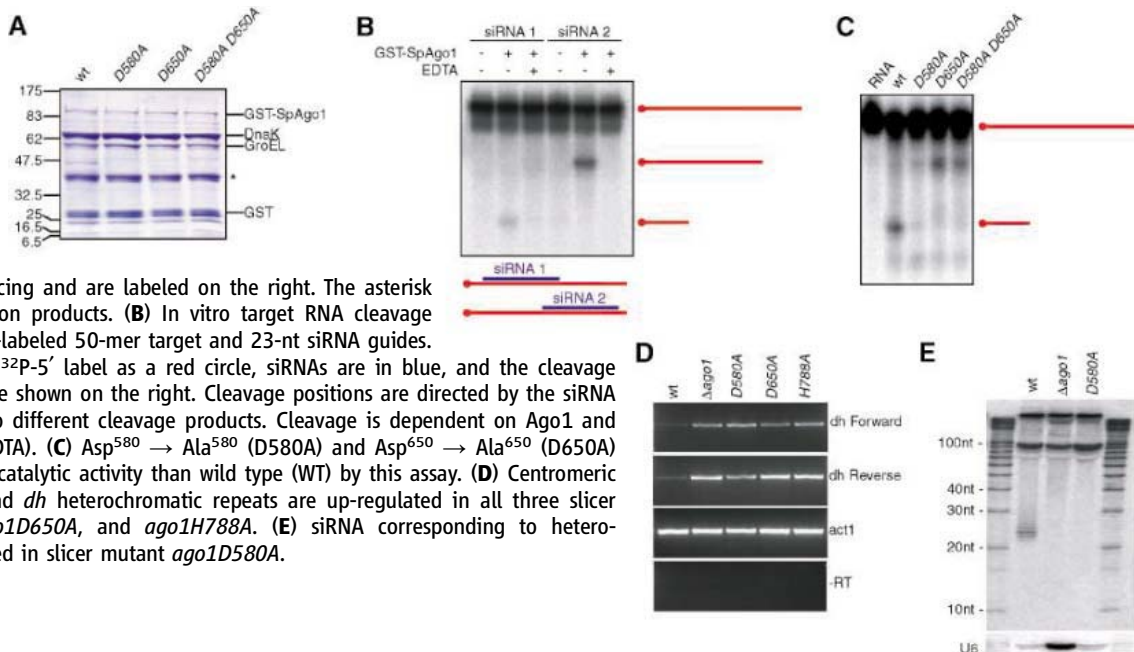 A
wt
D580A
D650A
D580A D650A
175
83
62
47.5
32.5
25
16.5
6.5
GST-SpAgo1
DnaK
GroEL
*
GST
B
siRNA 1 siRNA 2
GST-SpAgo1 - + + - + +
EDTA - - + - - +
siRNA 1
siRNA 2
C
RNA
wt
D580A
D650A
D580A D650A
cing and are labeled on the right. The asterisk
on products. (B) In vitro target RNA cleavage
-labeled 50-mer target and 23-nt siRNA guides.
32P-5′ label as a red circle, siRNAs are in blue, and the cleavage
e shown on the right. Cleavage positions are directed by the siRNA
o different cleavage products. Cleavage is dependent on Ago1 and
DTA). (C) Asp580 → Ala580 (D580A) and Asp650 → Ala650 (D650A)
catalytic activity than wild type (WT) by this assay. (D) Centromeric
nd dh heterochromatic repeats are up-regulated in all three slicer
o1D650A, and ago1H788A. (E) siRNA corresponding to hetero-
ed in slicer mutant ago1D580A.
D
wt
Δago1
D580A
D650A
H788A
dh Forward
dh Reverse
act1
-RT
E
wt
Δago1
D580A
100nt -
40nt -
30nt -
20nt -
10nt -
U6